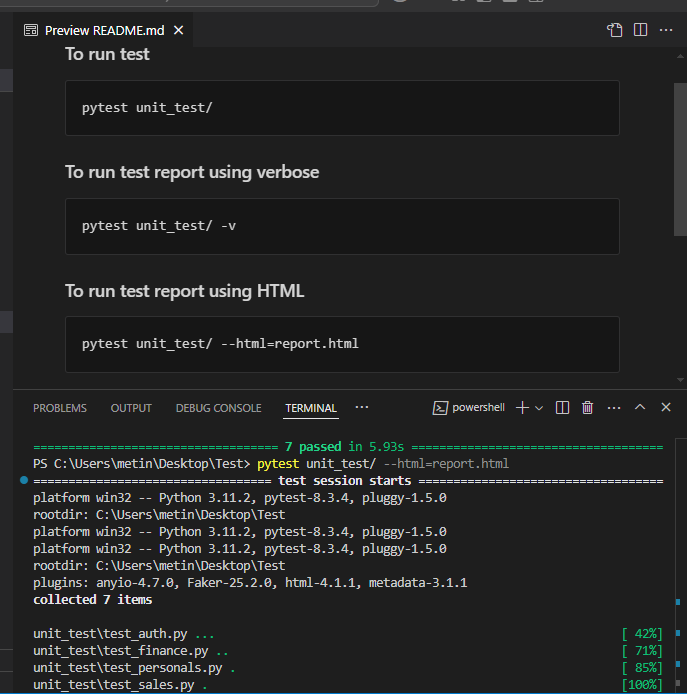 Preview README.md
To run test
pytest unit_test/
To run test report using verbose
pytest unit_test/ -v
To run test report using HTML
pytest unit_test/ --html=report.html
PROBLEMS OUTPUT DEBUG CONSOLE TERMINAL ... powershell
=================================== 7 passed in 5.93s ====================================
PS C:\Users\metin\Desktop\Test> pytest unit_test/ --html=report.html
================================== test session starts ===================================
platform win32 -- Python 3.11.2, pytest-8.3.4, pluggy-1.5.0
rootdir: C:\Users\metin\Desktop\Test
platform win32 -- Python 3.11.2, pytest-8.3.4, pluggy-1.5.0
platform win32 -- Python 3.11.2, pytest-8.3.4, pluggy-1.5.0
rootdir: C:\Users\metin\Desktop\Test
plugins: anyio-4.7.0, Faker-25.2.0, html-4.1.1, metadata-3.1.1
collected 7 items
unit_test\test_auth.py ... [ 42%]
unit_test\test_finance.py .. [ 71%]
unit_test\test_personals.py . [ 85%]
unit_test\test_sales.py . [100%]